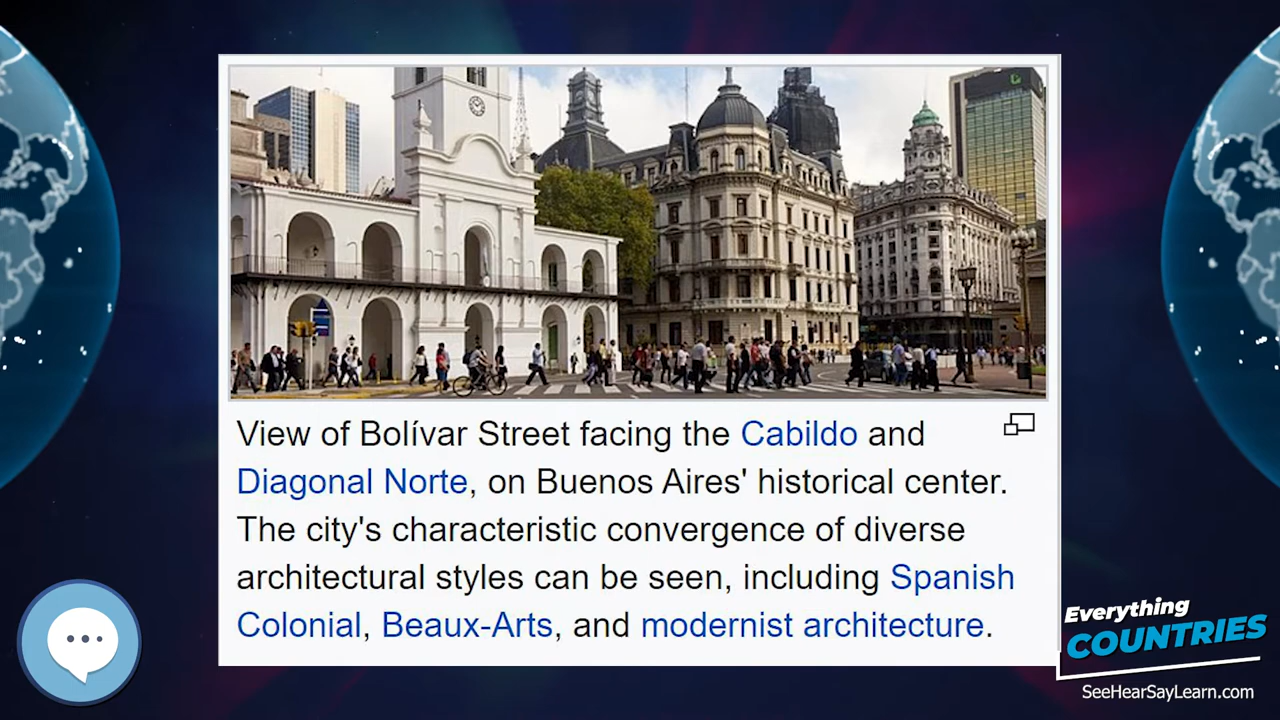 View of Bolívar Street facing the Cabildo and
Diagonal Norte, on Buenos Aires' historical center.
The city's characteristic convergence of diverse
architectural styles can be seen, including Spanish
Colonial, Beaux-Arts, and modernist architecture.
Everything
COUNTRIES
SeeHearSayLearn.com